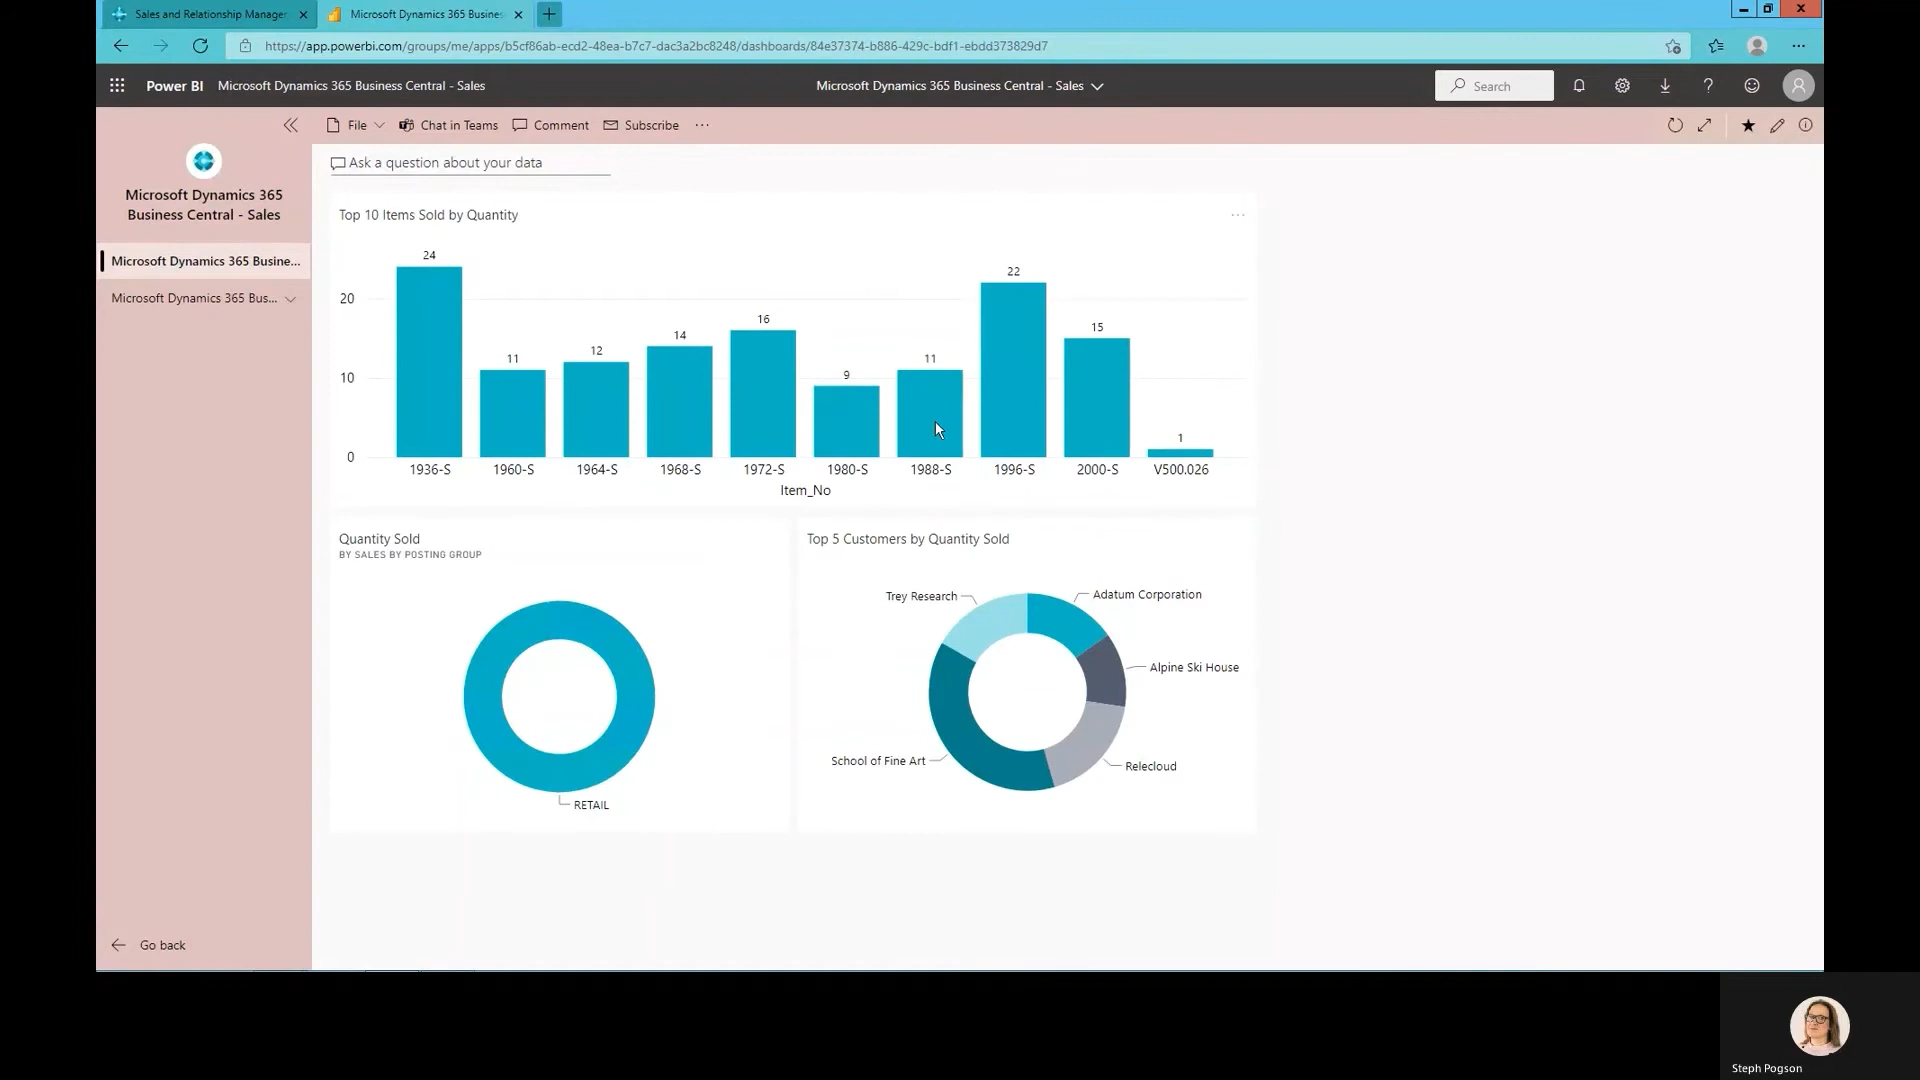 Sales and Relationship Manager
Microsoft Dynamics 365 Busines
https://app.powerbi.com/groups/me/apps/b5cf86ab-ecd2-48ea-b7c7-dac3a2bc8248/dashboards/84e37374-b886-429c-bdf1-ebdd373829d7
Power BI Microsoft Dynamics 365 Business Central - Sales
Microsoft Dynamics 365 Business Central - Sales
Search
File
Chat in Teams
Comment
Subscribe
Microsoft Dynamics 365
Business Central - Sales
Microsoft Dynamics 365 Busine...
Microsoft Dynamics 365 Bus...
Go back
Ask a question about your data
Top 10 Items Sold by Quantity
24
11
12
14
16
9
11
22
15
1
20
10
0
1936-S
1960-S
1964-S
1968-S
1972-S
1980-S
1988-S
1996-S
2000-S
V500.026
Item_No
Quantity Sold
BY SALES BY POSTING GROUP
RETAIL
Top 5 Customers by Quantity Sold
Trey Research
Adatum Corporation
Alpine Ski House
School of Fine Art
Relecloud
Steph Pogson